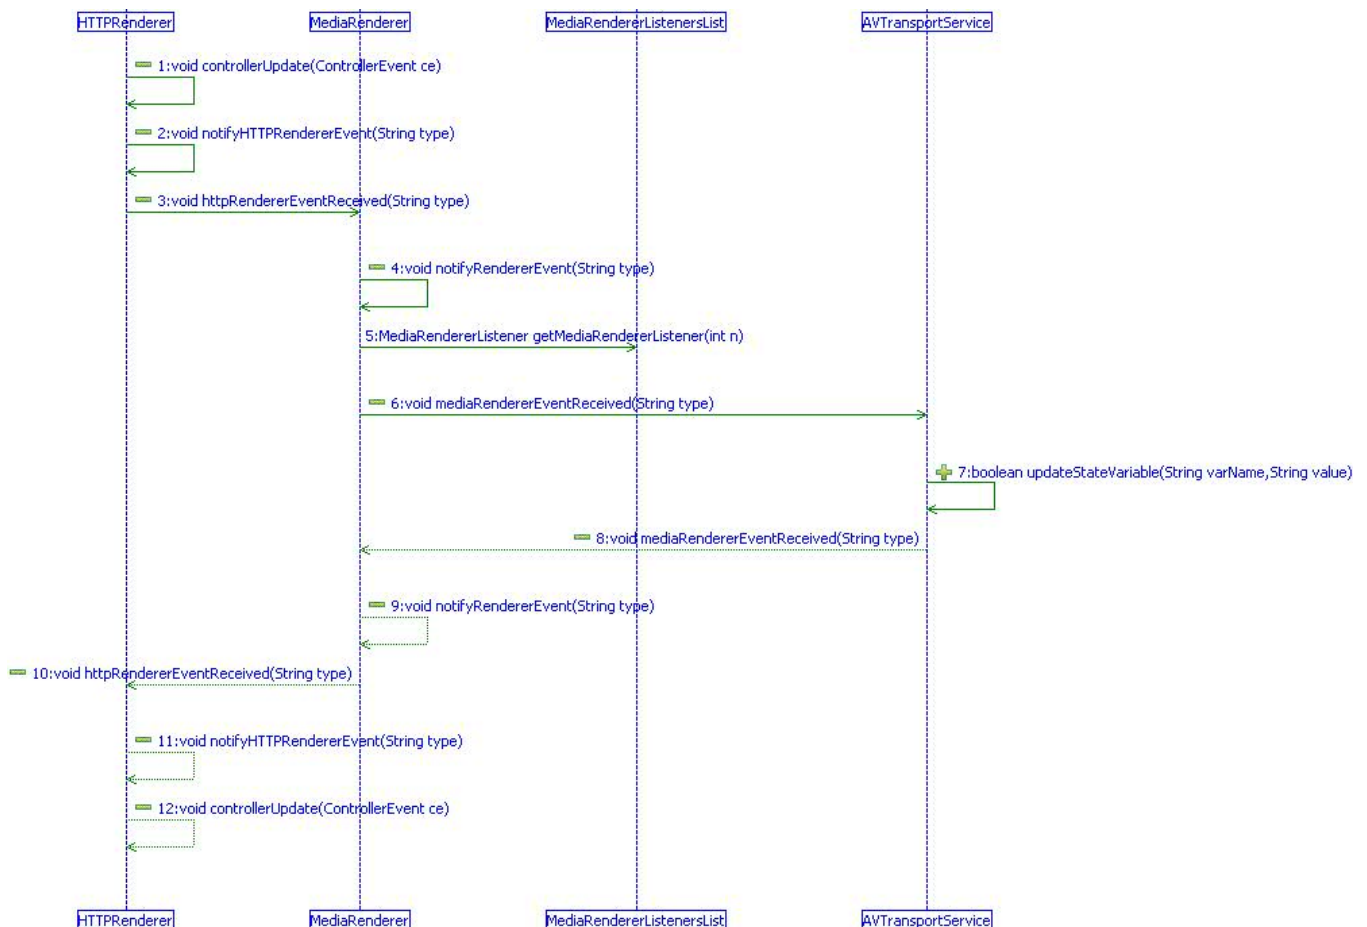 HTTPRenderer MediaRenderer MediaRendererListenersList AVTransportService
1:void controllerUpdate(ControllerEvent ce)
2:void notifyHTTPRendererEvent(String type)
3:void httpRendererEventReceived(String type)
4:void notifyRendererEvent(String type)
5:MediaRendererListener getMediaRendererListener(int n)
6:void mediaRendererEventReceived(String type)
7:boolean updateStateVariable(String varName,String value)
8:void mediaRendererEventReceived(String type)
9:void notifyRendererEvent(String type)
10:void httpRendererEventReceived(String type)
11:void notifyHTTPRendererEvent(String type)
12:void controllerUpdate(ControllerEvent ce)
HTTPRenderer MediaRenderer MediaRendererListenersList AVTransportService